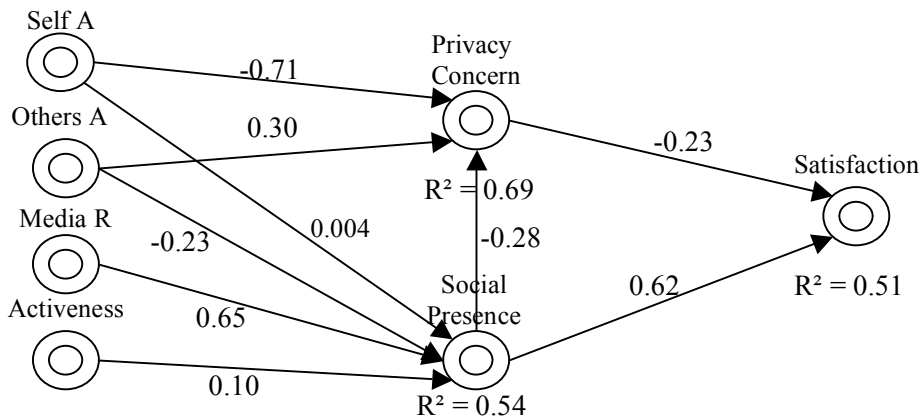 Self A
Privacy
Concern
-0.71
Others A
0.30
-0.23
Satisfaction
R² = 0.69
Media R
0.004
-0.23
-0.28
Social
Presence
0.62
R² = 0.51
Activeness
0.65
0.10
R² = 0.54